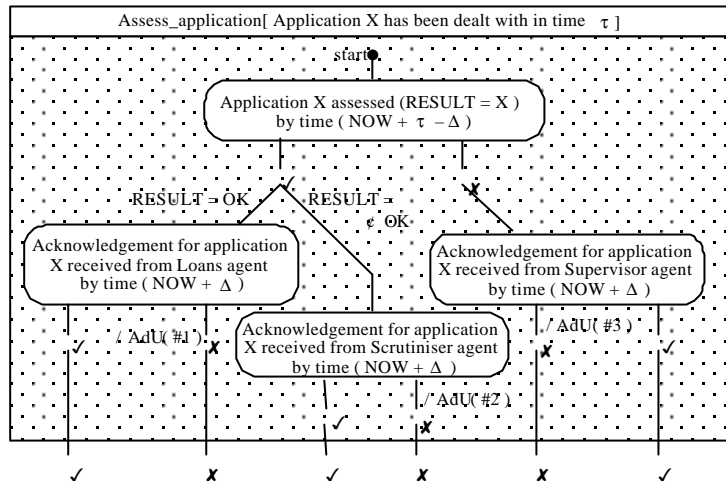 Assess_application[ Application X has been dealt with in time τ ]
start
Application X assessed (RESULT = X )
by time ( NOW + τ – Δ )
✓
✗
RESULT = OK
RESULT =
¢ OK
Acknowledgement for application
X received from Loans agent
by time ( NOW + Δ )
Acknowledgement for application
X received from Supervisor agent
by time ( NOW + Δ )
/ AdU( #1 )
✓
✗
Acknowledgement for application
X received from Scrutiniser agent
by time ( NOW + Δ )
/ AdU( #3 )
✗
✓
/ AdU( #2 )
✓
✗
✓ ✗ ✓ ✗ ✗ ✓